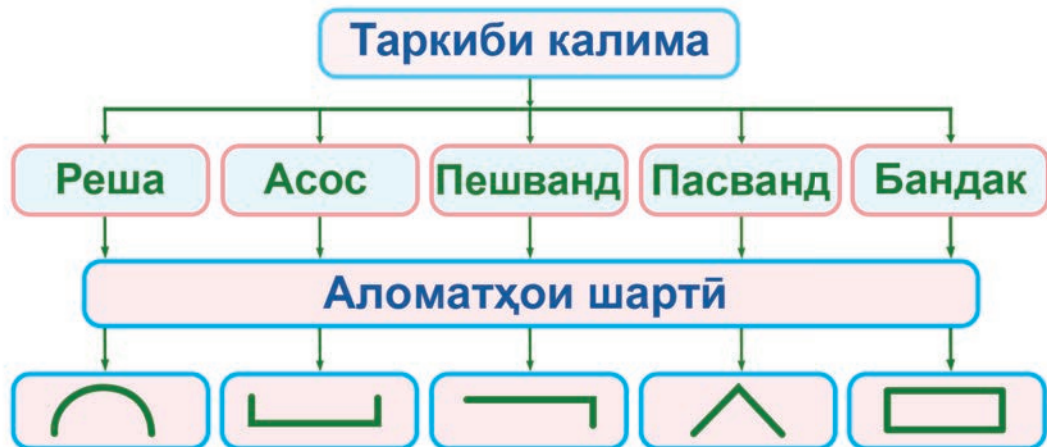 Таркиби калима
Реша Асос Пешванд Пасванд Бандак
Аломатҳои шартӣ